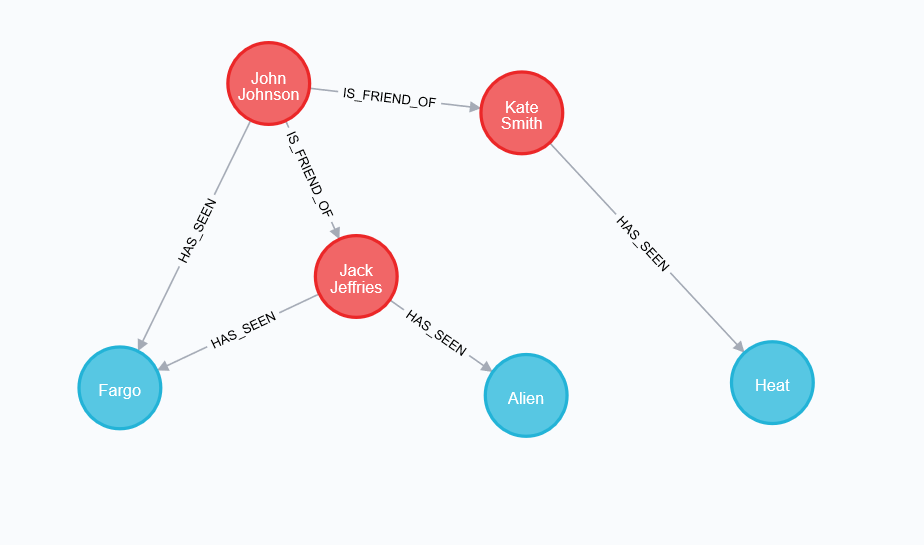 John
Johnson
IS_FRIEND_OF
Kate
Smith
IS_FRIEND_OF
HAS_SEEN
HAS_SEEN
Jack
Jeffries
HAS_SEEN
HAS_SEEN
Fargo
Alien
Heat